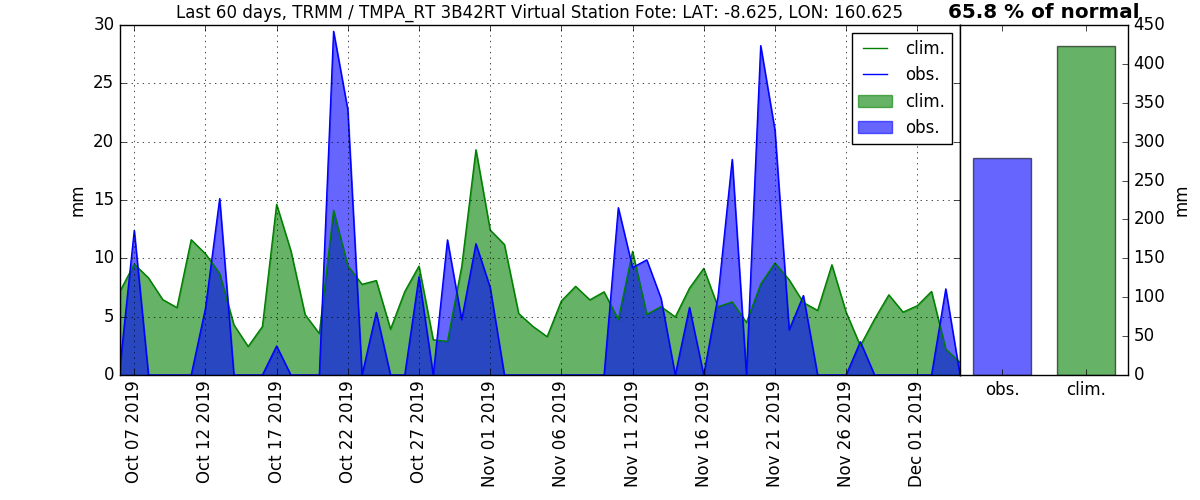 Last 60 days, TRMM / TMPA_RT 3B42RT Virtual Station Fote: LAT: -8.625, LON: 160.625
65.8 % of normal
30
25
20
15
10
5
0
mm
clim.
obs.
clim.
obs.
450
400
350
300
250
200
150
100
50
0
mm
Oct 07 2019
Oct 12 2019
Oct 17 2019
Oct 22 2019
Oct 27 2019
Nov 01 2019
Nov 06 2019
Nov 11 2019
Nov 16 2019
Nov 21 2019
Nov 26 2019
Dec 01 2019
obs.
clim.